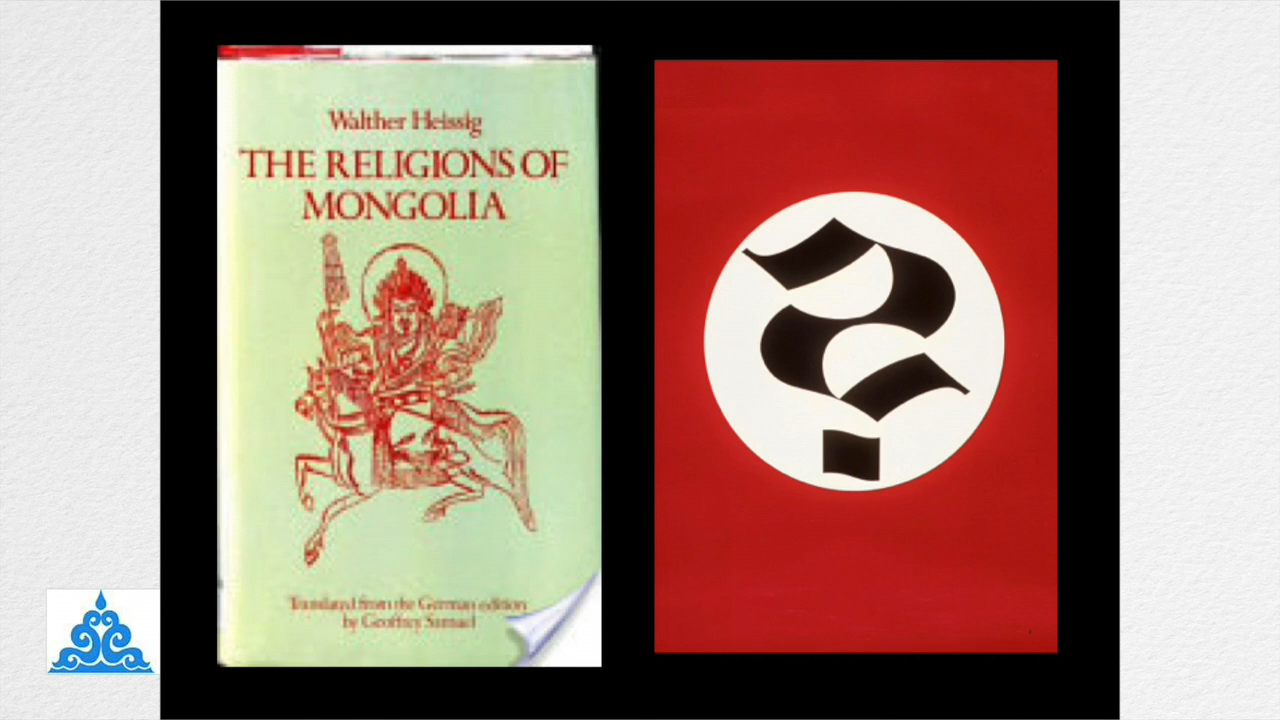 Walther Heissig
THE RELIGIONS OF
MONGOLIA
Translated from the German edition
by Geoffrey Samuel
?